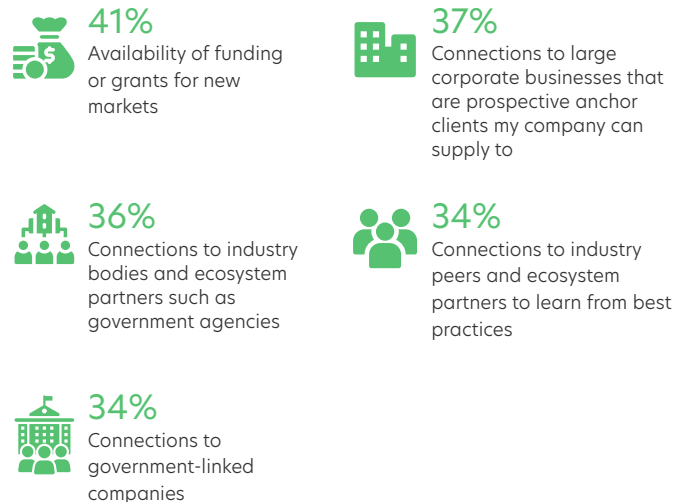 41%
Availability of funding
or grants for new
markets
37%
Connections to large
corporate businesses that
are prospective anchor
clients my company can
supply to
36%
Connections to industry
bodies and ecosystem
partners such as
government agencies
34%
Connections to industry
peers and ecosystem
partners to learn from best
practices
34%
Connections to
government-linked
companies